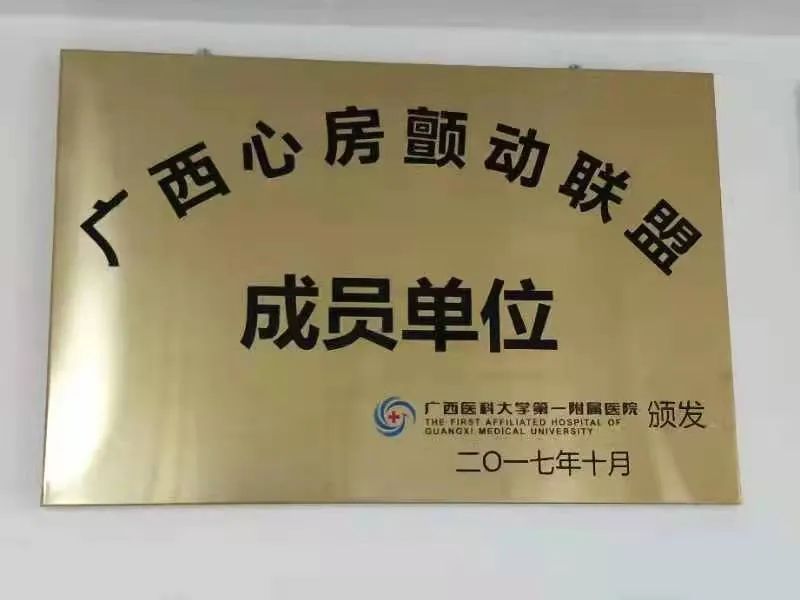 广西心房颤动联盟
成员单位
广西医科大学第一附属医院 颁发
THE FIRST AFFILIATED HOSPITAL OF
GUANGXI MEDICAL UNIVERSITY
二〇一七年十月